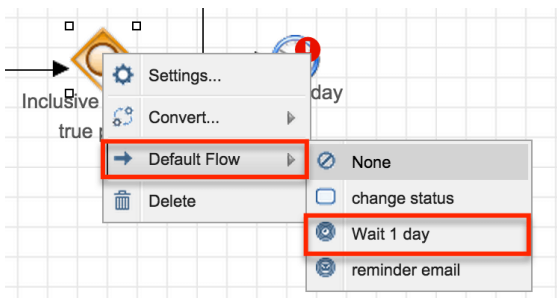 Settings...
Inclusive
day
Convert...
true
Default Flow
None
Delete
change status
Wait 1 day
reminder email